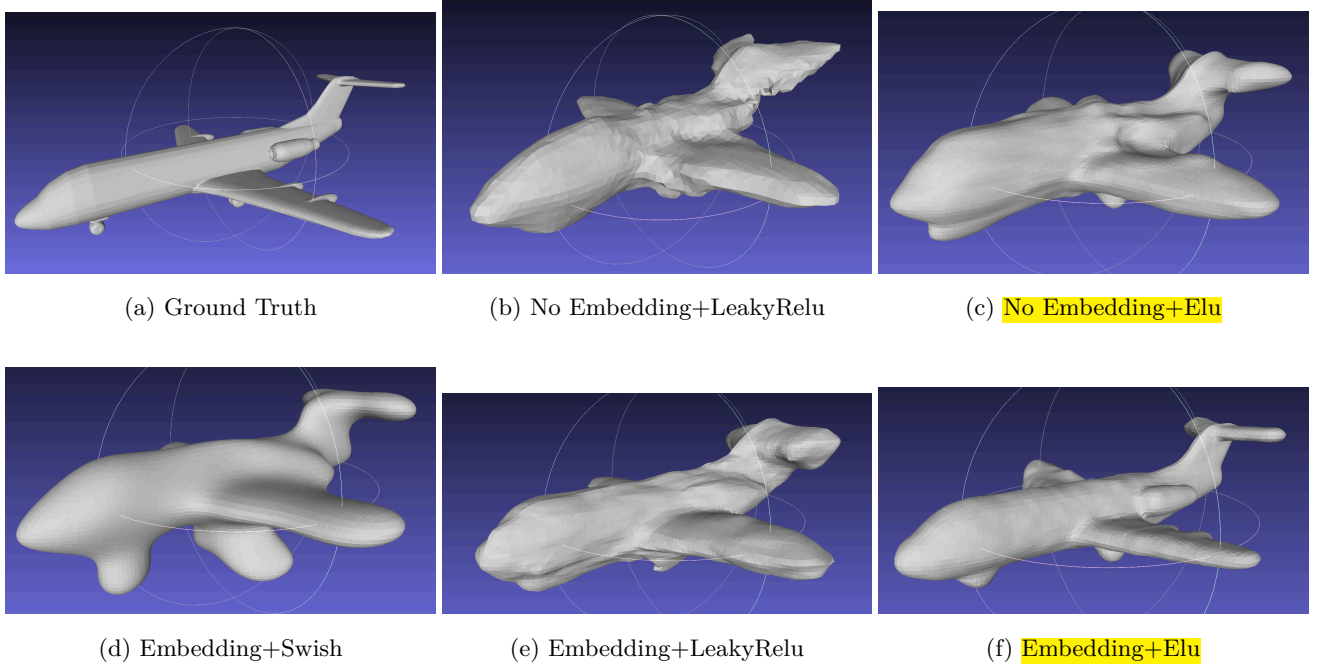 (a) Ground Truth
(b) No Embedding+LeakyRelu
(c) No Embedding+Elu
(d) Embedding+Swish
(e) Embedding+LeakyRelu
(f) Embedding+Elu